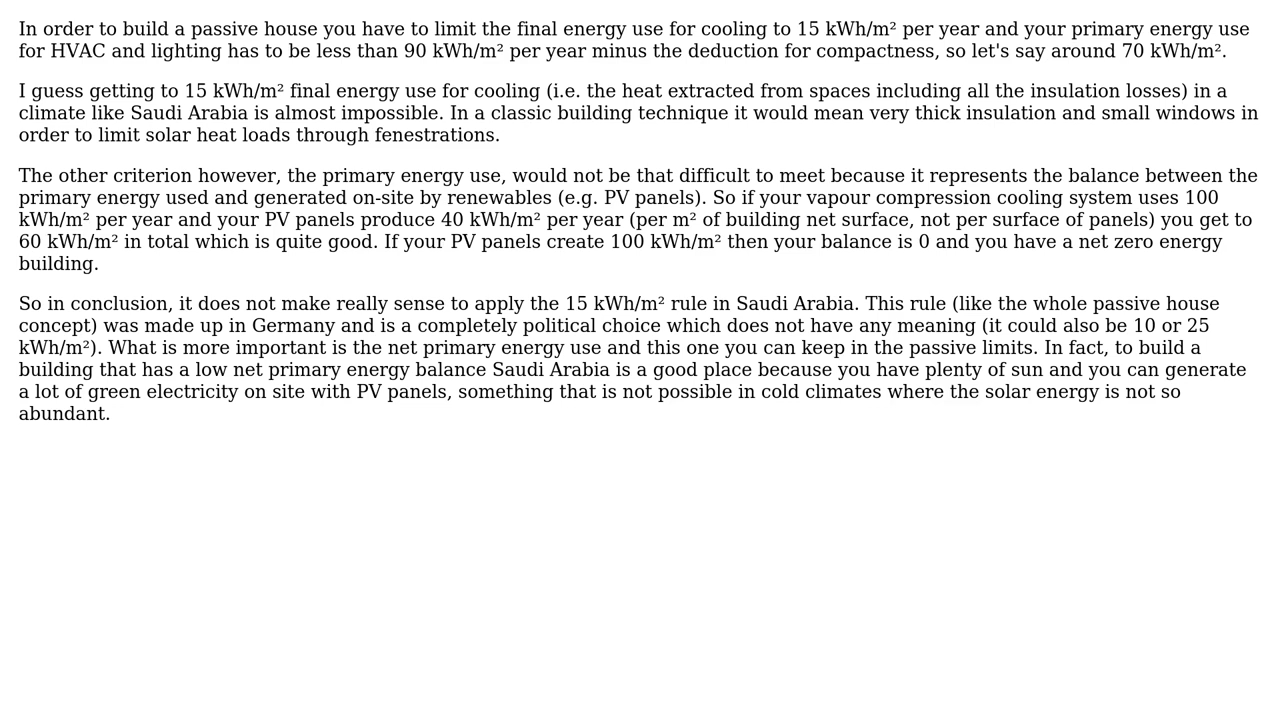 In order to build a passive house you have to limit the final energy use for cooling to 15 kWh/m² per year and your primary energy use
for HVAC and lighting has to be less than 90 kWh/m² per year minus the deduction for compactness, so let's say around 70 kWh/m².
I guess getting to 15 kWh/m² final energy use for cooling (i.e. the heat extracted from spaces including all the insulation losses) in a
climate like Saudi Arabia is almost impossible. In a classic building technique it would mean very thick insulation and small windows in
order to limit solar heat loads through fenestrations.
The other criterion however, the primary energy use, would not be that difficult to meet because it represents the balance between the
primary energy used and generated on-site by renewables (e.g. PV panels). So if your vapour compression cooling system uses 100
kWh/m² per year and your PV panels produce 40 kWh/m² per year (per m² of building net surface, not per surface of panels) you get to
60 kWh/m² in total which is quite good. If your PV panels create 100 kWh/m² then your balance is 0 and you have a net zero energy
building.
So in conclusion, it does not make really sense to apply the 15 kWh/m² rule in Saudi Arabia. This rule (like the whole passive house
concept) was made up in Germany and is a completely political choice which does not have any meaning (it could also be 10 or 25
kWh/m²). What is more important is the net primary energy use and this one you can keep in the passive limits. In fact, to build a
building that has a low net primary energy balance Saudi Arabia is a good place because you have plenty of sun and you can generate
a lot of green electricity on site with PV panels, something that is not possible in cold climates where the solar energy is not so
abundant.